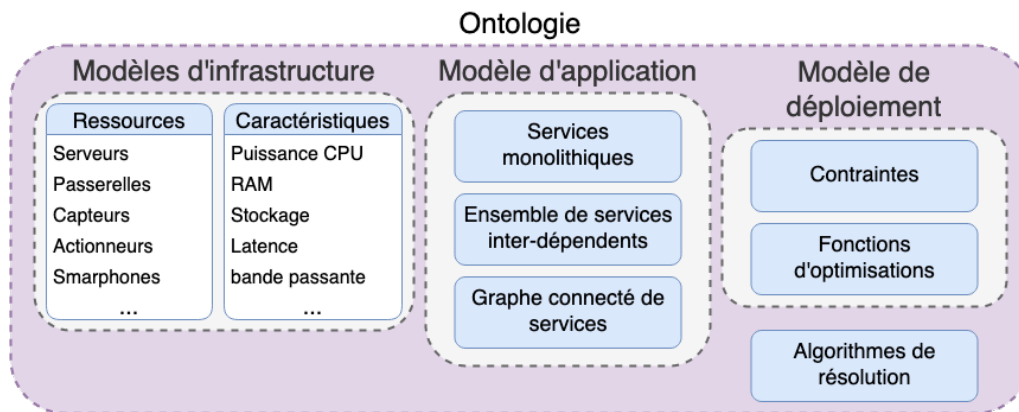 Ontologie
Modèles d'infrastructure
Ressources
Serveurs
Passerelles
Capteurs
Actionneurs
Smarphones
...
Caractéristiques
Puissance CPU
RAM
Stockage
Latence
bande passante
...
Modèle d'application
Services
monolithiques
Ensemble de services
inter-dépendents
Graphe connecté de
services
Modèle de
déploiement
Contraintes
Fonctions
d'optimisations
Algorithmes de
résolution